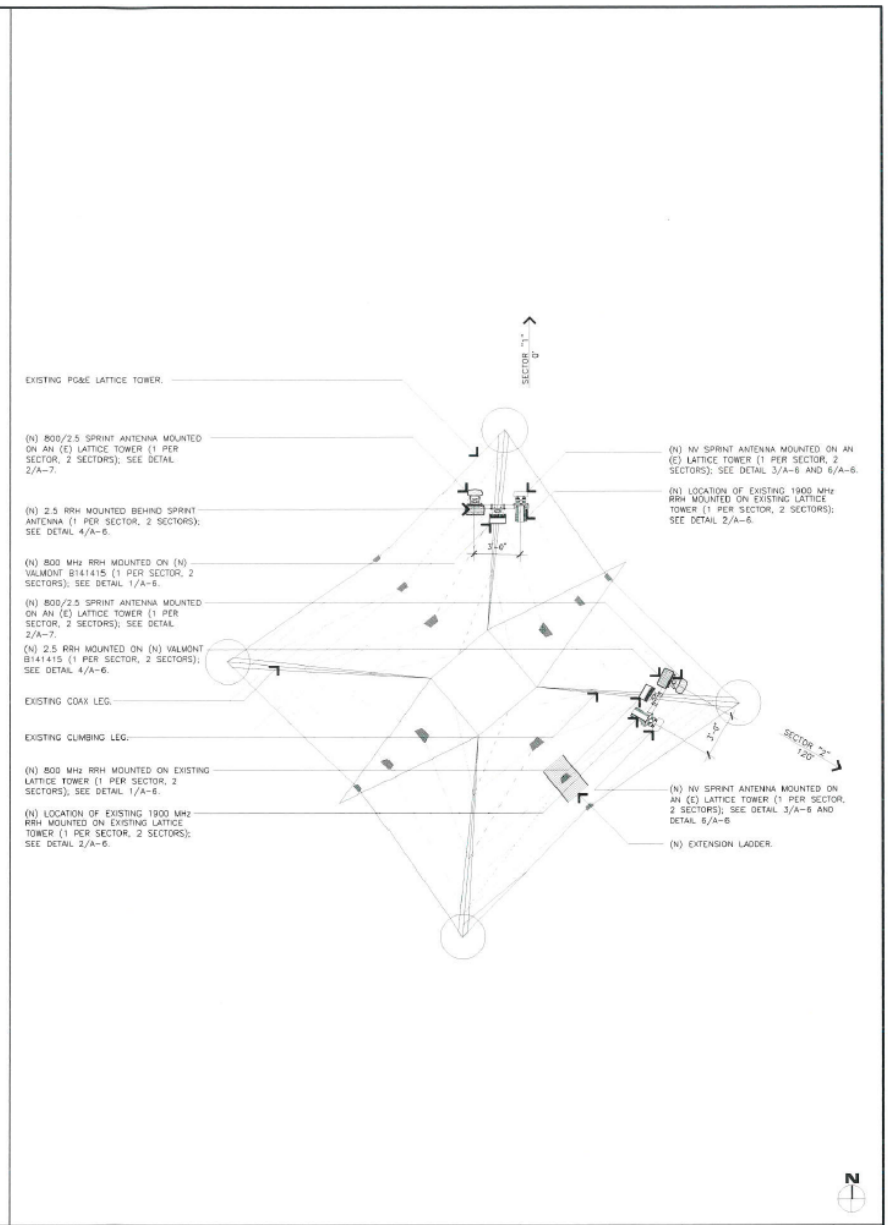 SECTOR "1"
0°
EXISTING PG&E LATTICE TOWER.
(N) 800/2.5 SPRINT ANTENNA MOUNTED
ON AN (E) LATTICE TOWER (1 PER
SECTOR, 2 SECTORS); SEE DETAIL
2/A-7.
(N) 2.5 RRH MOUNTED BEHIND SPRINT
ANTENNA (1 PER SECTOR, 2 SECTORS);
SEE DETAIL 4/A-6.
(N) 800 MHz RRH MOUNTED ON (N)
VALMONT B141415 (1 PER SECTOR, 2
SECTORS); SEE DETAIL 1/A-6.
(N) 800/2.5 SPRINT ANTENNA MOUNTED
ON AN (E) LATTICE TOWER (1 PER
SECTOR, 2 SECTORS); SEE DETAIL
2/A-7.
(N) 2.5 RRH MOUNTED ON (N) VALMONT
B141415 (1 PER SECTOR, 2 SECTORS);
SEE DETAIL 4/A-6.
EXISTING COAX LEG.
EXISTING CLIMBING LEG.
(N) 800 MHz RRH MOUNTED ON EXISTING
LATTICE TOWER (1 PER SECTOR, 2
SECTORS); SEE DETAIL 1/A-6.
(N) LOCATION OF EXISTING 1900 MHz
RRH MOUNTED ON EXISTING LATTICE
TOWER (1 PER SECTOR, 2 SECTORS);
SEE DETAIL 2/A-6.
3'-6"
(N) NV SPRINT ANTENNA MOUNTED ON AN
(E) LATTICE TOWER (1 PER SECTOR, 2
SECTORS); SEE DETAIL 3/A-6 AND 6/A-6.
(N) LOCATION OF EXISTING 1900 MHz
RRH MOUNTED ON EXISTING LATTICE
TOWER (1 PER SECTOR, 2 SECTORS);
SEE DETAIL 2/A-6.
3'-6"
SECTOR "2"
120°
(N) NV SPRINT ANTENNA MOUNTED ON
AN (E) LATTICE TOWER (1 PER SECTOR,
2 SECTORS); SEE DETAIL 3/A-6 AND
DETAIL 6/A-6
(N) EXTENSION LADDER.
N